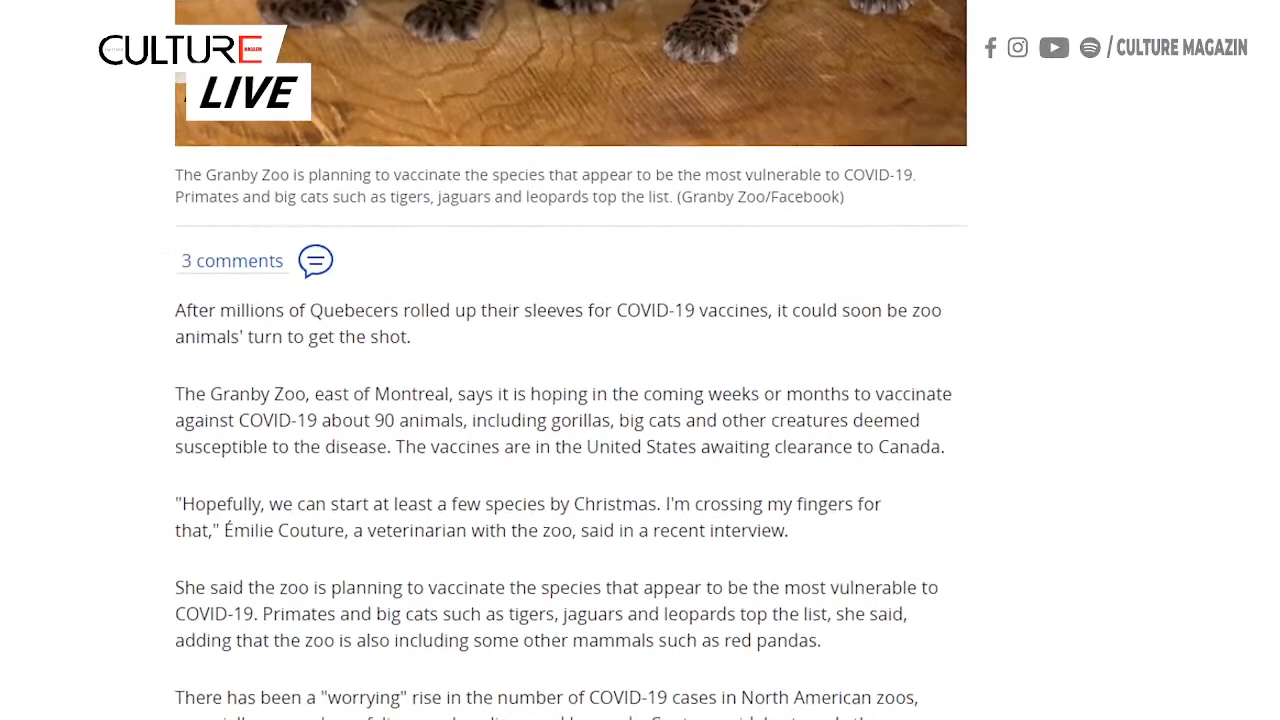 CULTURE
MAGAZIN
LIVE
/ CULTURE MAGAZIN
The Granby Zoo is planning to vaccinate the species that appear to be the most vulnerable to COVID-19.
Primates and big cats such as tigers, jaguars and leopards top the list. (Granby Zoo/Facebook)
3 comments
After millions of Quebecers rolled up their sleeves for COVID-19 vaccines, it could soon be zoo
animals' turn to get the shot.
The Granby Zoo, east of Montreal, says it is hoping in the coming weeks or months to vaccinate
against COVID-19 about 90 animals, including gorillas, big cats and other creatures deemed
susceptible to the disease. The vaccines are in the United States awaiting clearance to Canada.
"Hopefully, we can start at least a few species by Christmas. I'm crossing my fingers for
that," Émilie Couture, a veterinarian with the zoo, said in a recent interview.
She said the zoo is planning to vaccinate the species that appear to be the most vulnerable to
COVID-19. Primates and big cats such as tigers, jaguars and leopards top the list, she said,
adding that the zoo is also including some other mammals such as red pandas.
There has been a "worrying" rise in the number of COVID-19 cases in North American zoos,